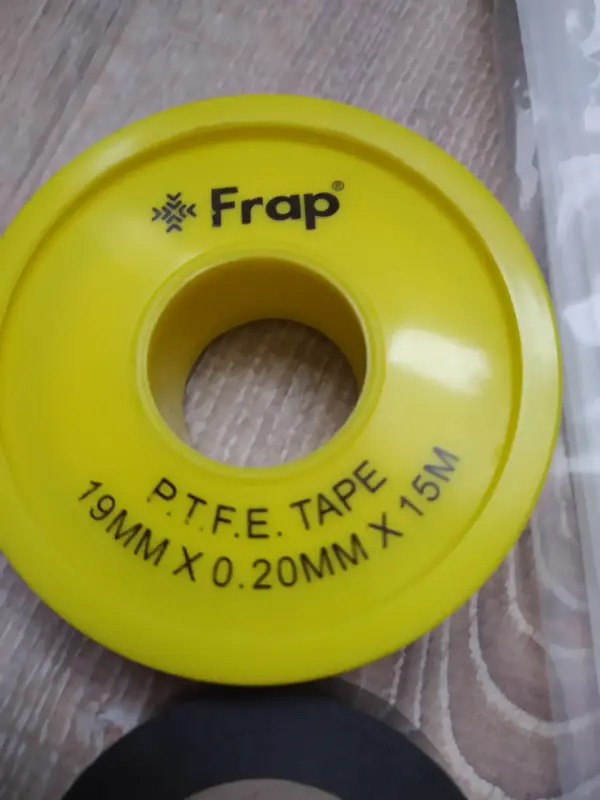 Frap®
P.T.F.E. TAPE
19MM X 0.20MM X 15M